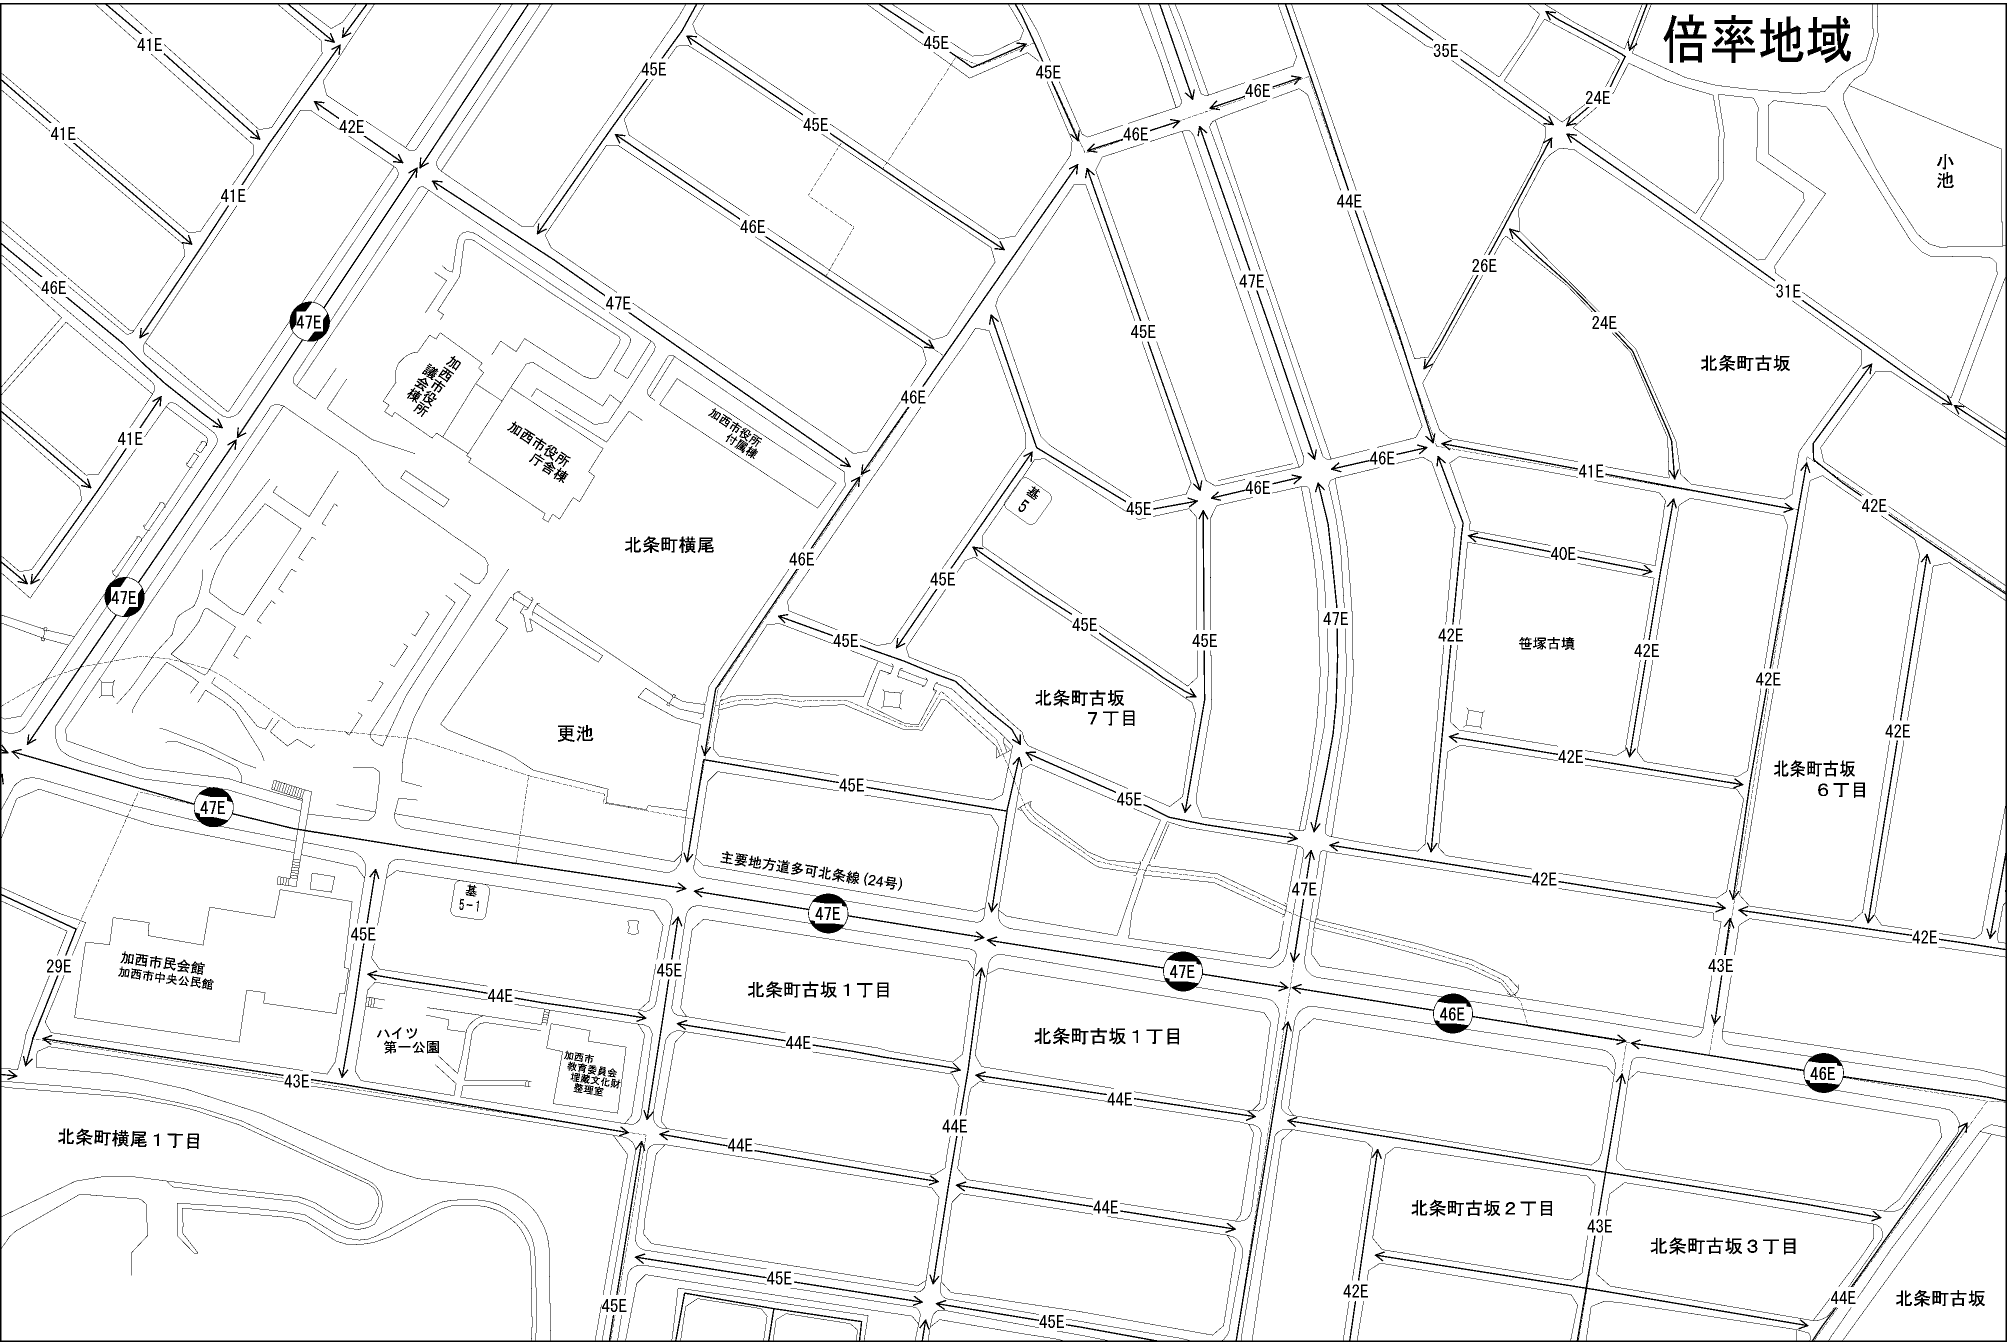 倍率地域
41E
45E
45E
45E
35E
46E
24E
42E
45E
46E
41E
41E
44E
小池
46E
47E
26E
31E
46E
47E
47E
45E
24E
北条町古坂
加西市役所
議会棟
46E
加西市役所
庁舎棟
加西市役所
付属棟
41E
46E
46E
41E
基
5
45E
42E
北条町横尾
46E
40E
45E
47E
45E
45E
45E
47E
42E
笹塚古墳
42E
42E
北条町古坂
7丁目
更池
42E
42E
北条町古坂
6丁目
45E
45E
47E
主要地方道多可北条線(24号)
42E
47E
基
5-1
47E
45E
42E
加西市民会館
加西市中央公民館
29E
45E
47E
43E
44E
北条町古坂1丁目
46E
ハイツ
第一公園
44E
北条町古坂1丁目
加西市
教育委員会
埋蔵文化財
整理室
46E
43E
44E
44E
北条町横尾1丁目
44E
44E
北条町古坂2丁目
43E
北条町古坂3丁目
45E
42E
44E
北条町古坂
45E
45E